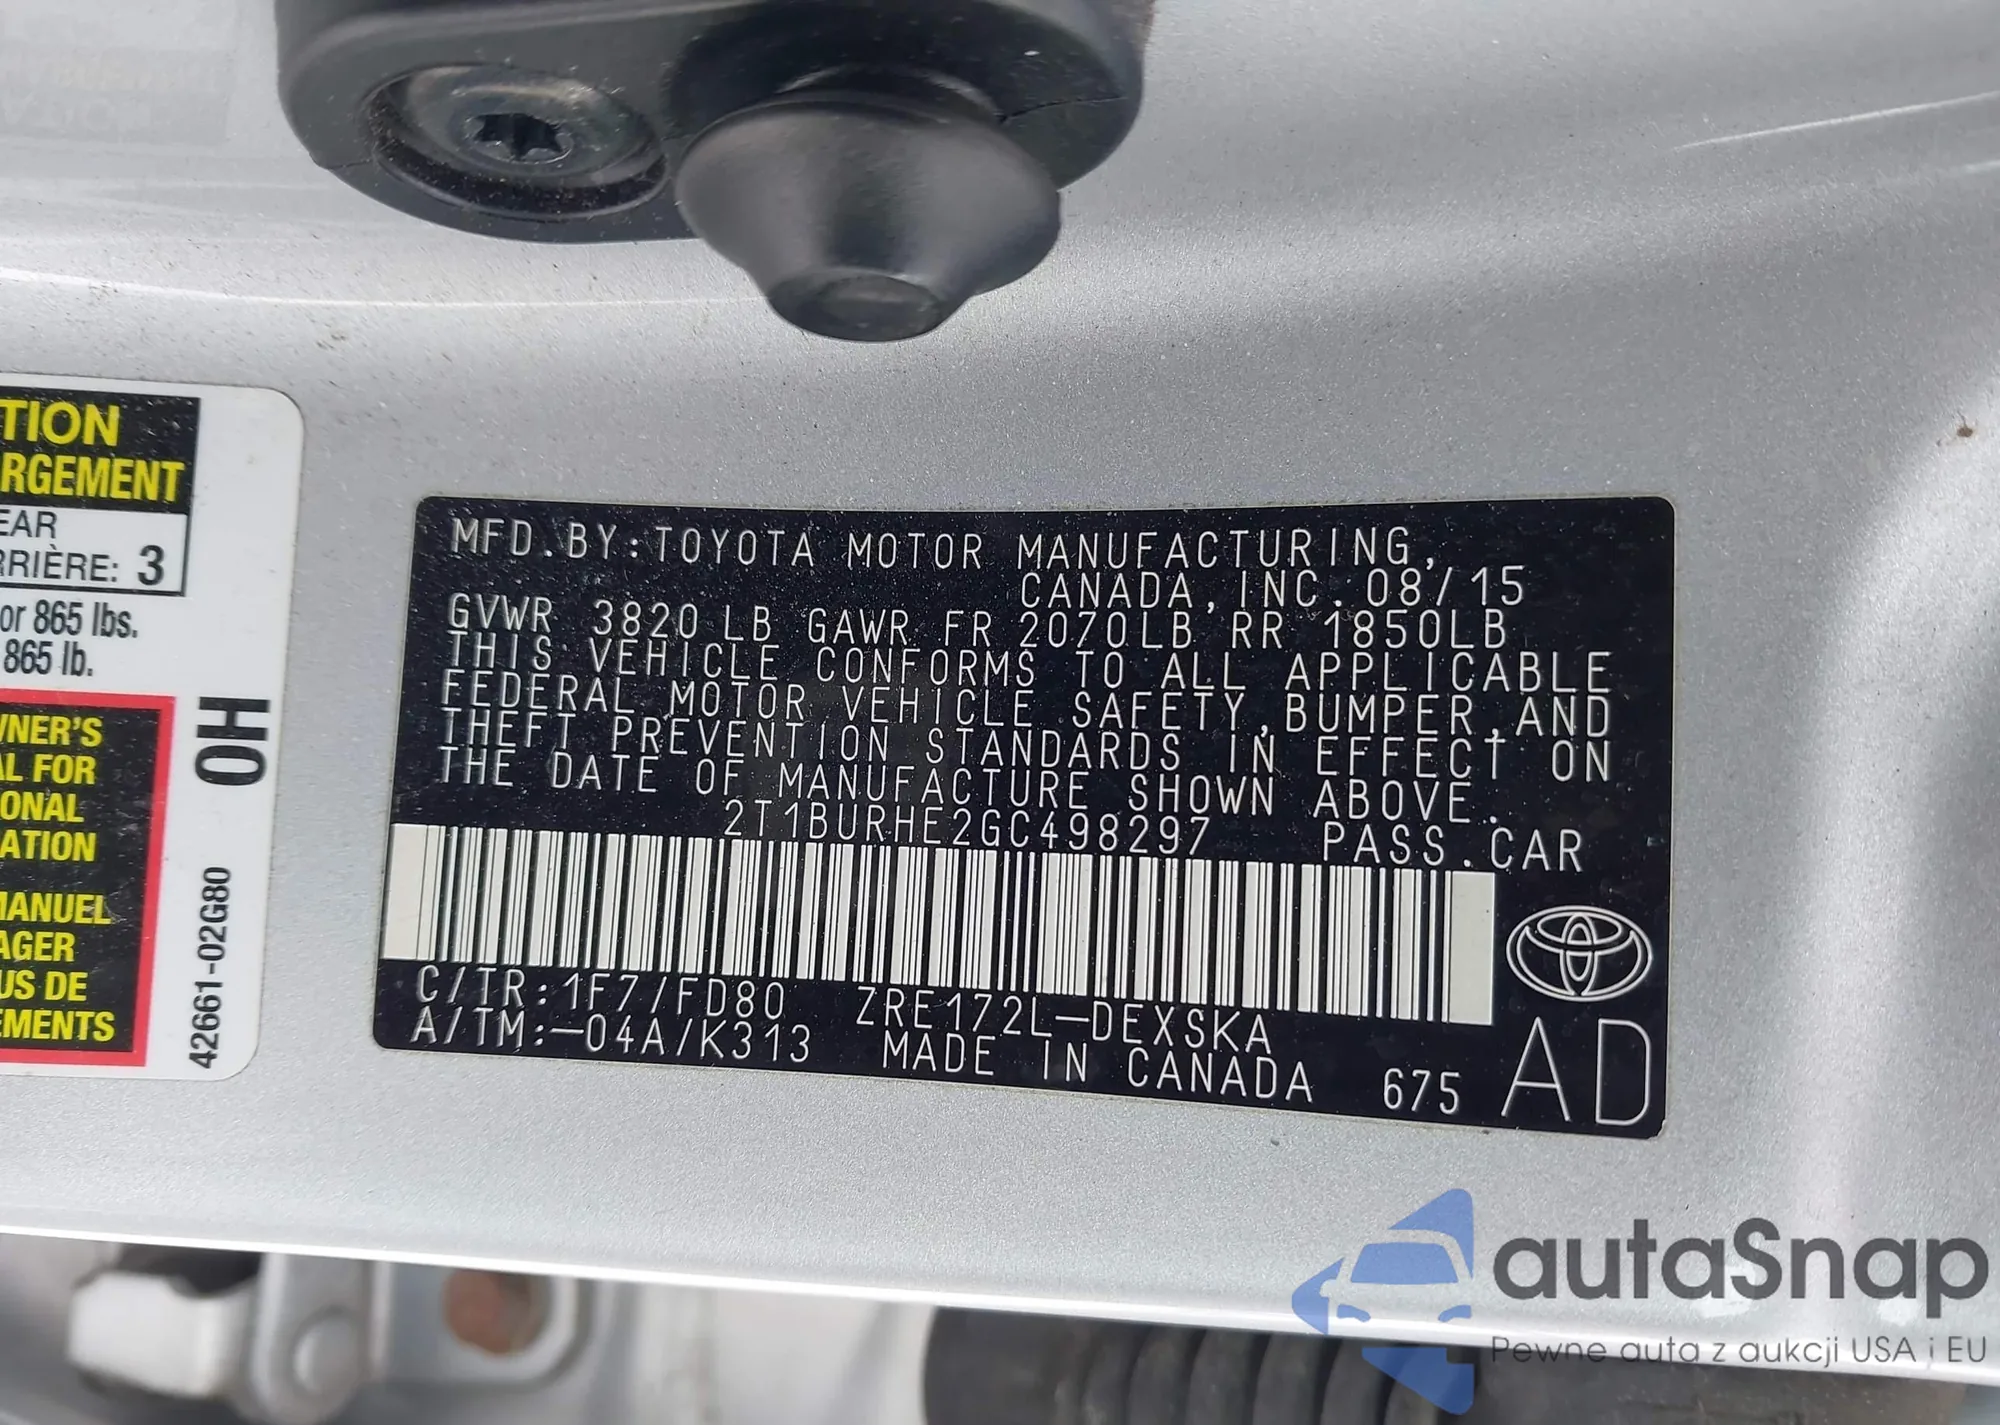 TION
RGEMENT
EAR
RRIÈRE: 3
or 865 lbs.
865 lb.
WNER'S
AL FOR
IONAL
ATION
MANUEL
AGER
US DE
EMENTS
OH
42661-02G80
MFD.BY:TOYOTA MOTOR MANUFACTURING,
CANADA,INC.08/15
GVWR 3820LB GAWR FR 2070LB RR 1850LB
THIS VEHICLE CONFORMS TO ALL APPLICABLE
FEDERAL MOTOR VEHICLE SAFETY,BUMPER,AND
THEFT PREVENTION STANDARDS IN EFFECT ON
THE DATE OF MANUFACTURE SHOWN ABOVE.
2T1BURHE2GC498297 PASS.CAR
C/TR:1F7/FD80 ZRE172L-DEXSKA
A/TM:-04A/K313 MADE IN CANADA 675 AD
autaSnap
Pewne auta z aukcji USA i EU